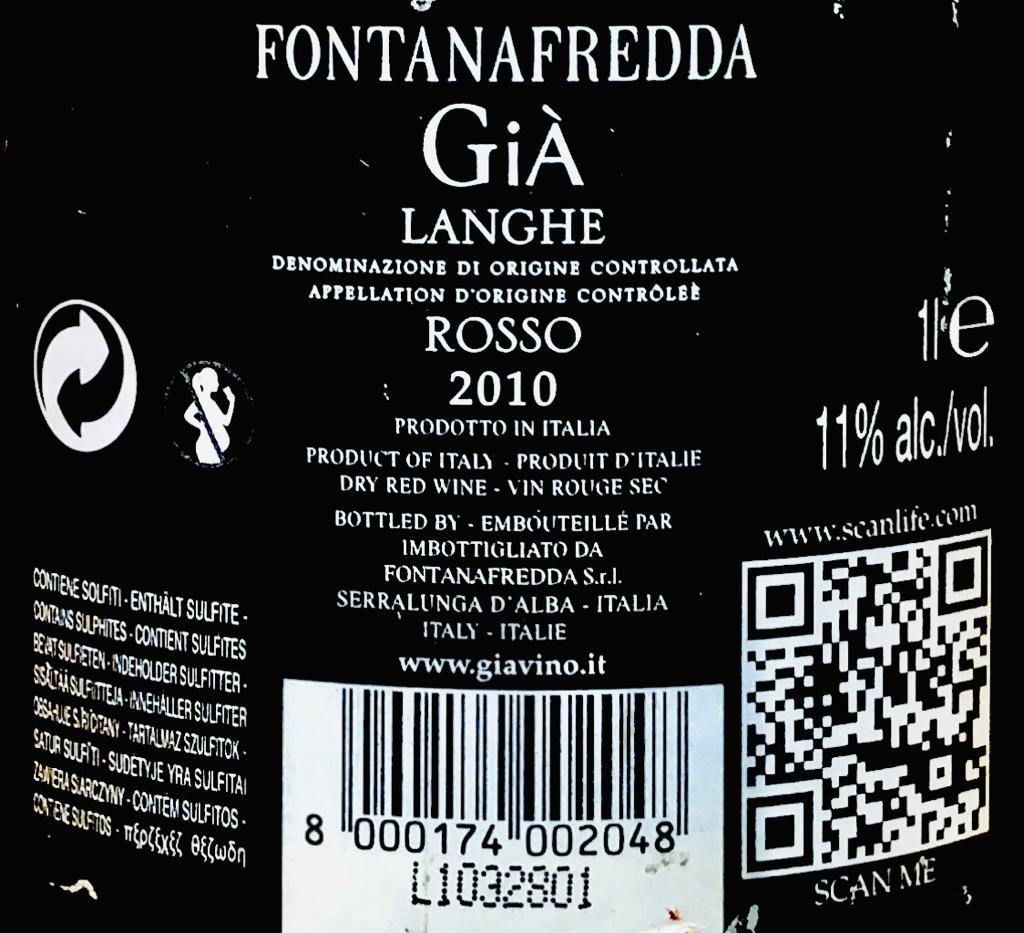 FONTANAFREDDA
GiÀ
LANGHE
DENOMINAZIONE DI ORIGINE CONTROLLATA
APPELLATION D'ORIGINE CONTRÔLÉE
ROSSO
2010
PRODOTTO IN ITALIA
PRODUCT OF ITALY - PRODUIT D'ITALIE
DRY RED WINE - VIN ROUGE SEC
BOTTLED BY - EMBOUTEILLÉ PAR
IMBOTTIGLIATO DA
FONTANAFREDDA S.r.l.
SERRALUNGA D'ALBA - ITALIA
ITALY - ITALIE
www.giavino.it
8 000174 002048
L1032801
CONTIENE SOLFITI - ENTHÄLT SULFITE -
CONTAINS SULPHITES - CONTIENT SULFITES
BEVAT SULFIETEN - INDEHOLDER SULFITTER -
SISÄLTÄÄ SULFIITTEJA - INNEHÅLLER SULFITER
OBSAHUJE SIRIČITANY - TARTALMAZ SZULFITOK -
SATUR SULFĪTI - SUDĖTYJE YRA SULFITAI
ZAWIERA SIARCZYNY - CONTÉM SULFITOS -
CONTIENE SULFITOS - πξρζξχξζ θξζωδη
1l e
11% alc./vol.
www.scanlife.com
SCAN ME